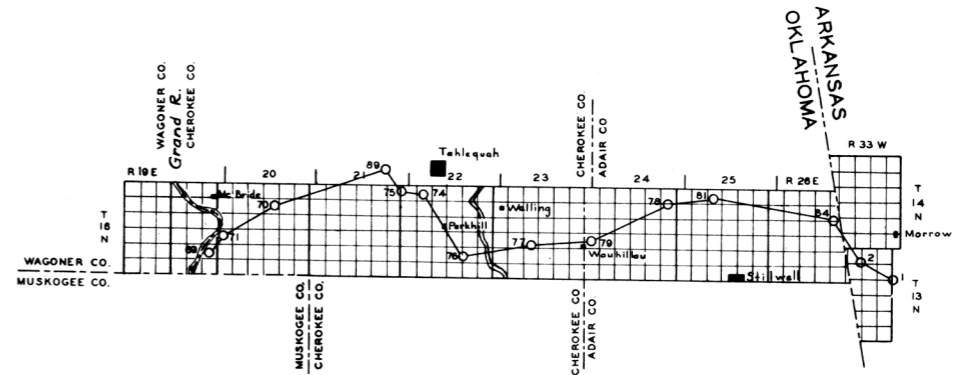 ARKANSAS
OKLAHOMA
WAGONER CO.
CHEROKEE CO.
Grand R.
CHEROKEE CO.
ADAIR CO
R 33 W
Tahlequah
R 19 E 20 21 22 23 24 25 R 26 E
89
75 74
Mc Bride
70
Welling
78 81
T
14
N
T
16
N
71
Parkhill
84
Morrow
69
76 77 79
Wauhillau
2
1
WAGONER CO.
MUSKOGEE CO.
Stillwell
T
13
N
MUSKOGEE CO.
CHEROKEE CO.
CHEROKEE CO.
ADAIR CO.